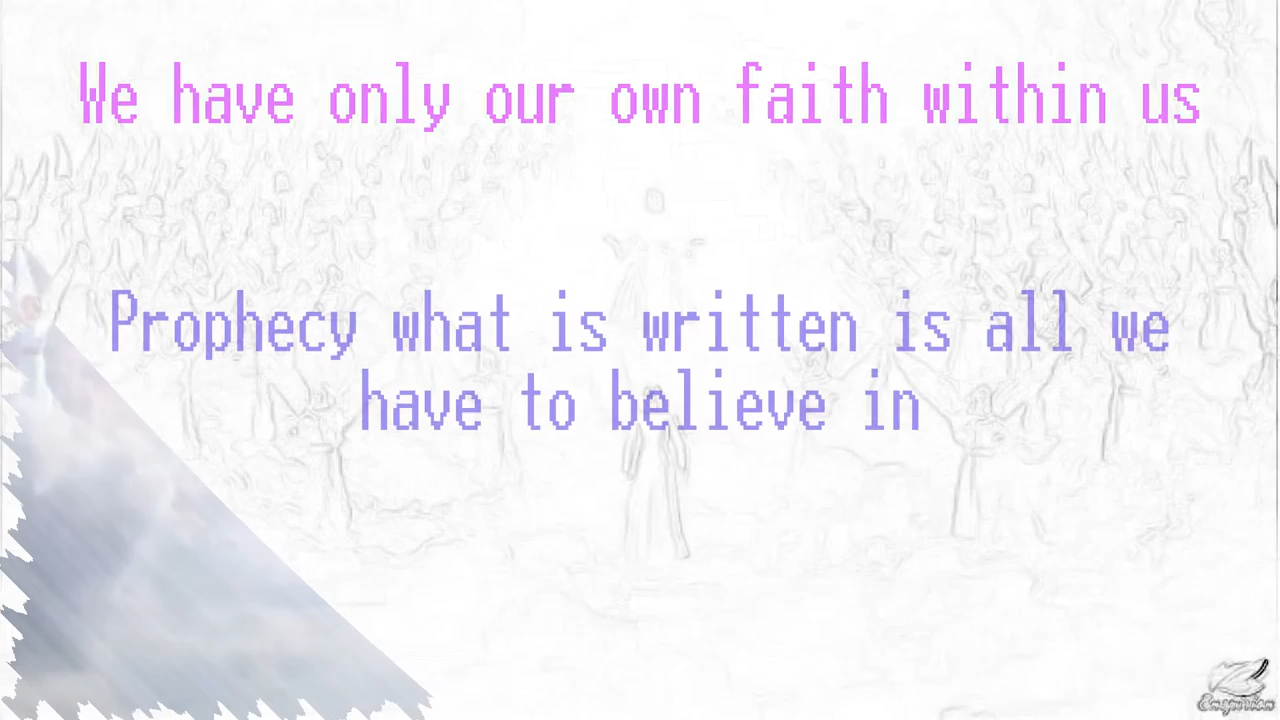 We have only our own faith within us
Prophecy what is written is all we
have to believe in